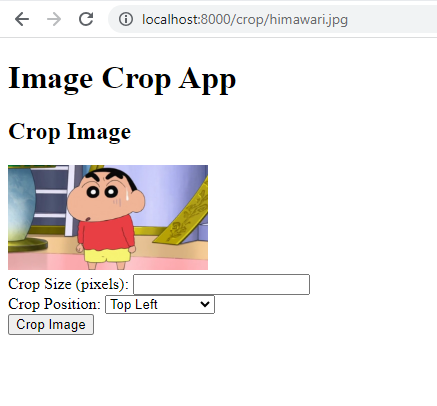 localhost:8000/crop/himawari.jpg
Image Crop App
Crop Image
Crop Size (pixels):
Crop Position: Top Left
Crop Image